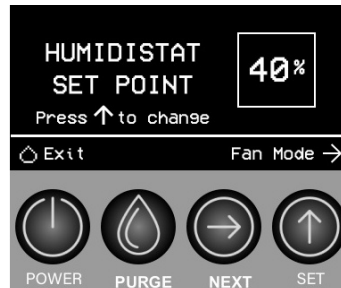 HUMIDISTAT
SET POINT
40%
Press ↑ to change
Exit
Fan Mode →
POWER
PURGE
NEXT
SET